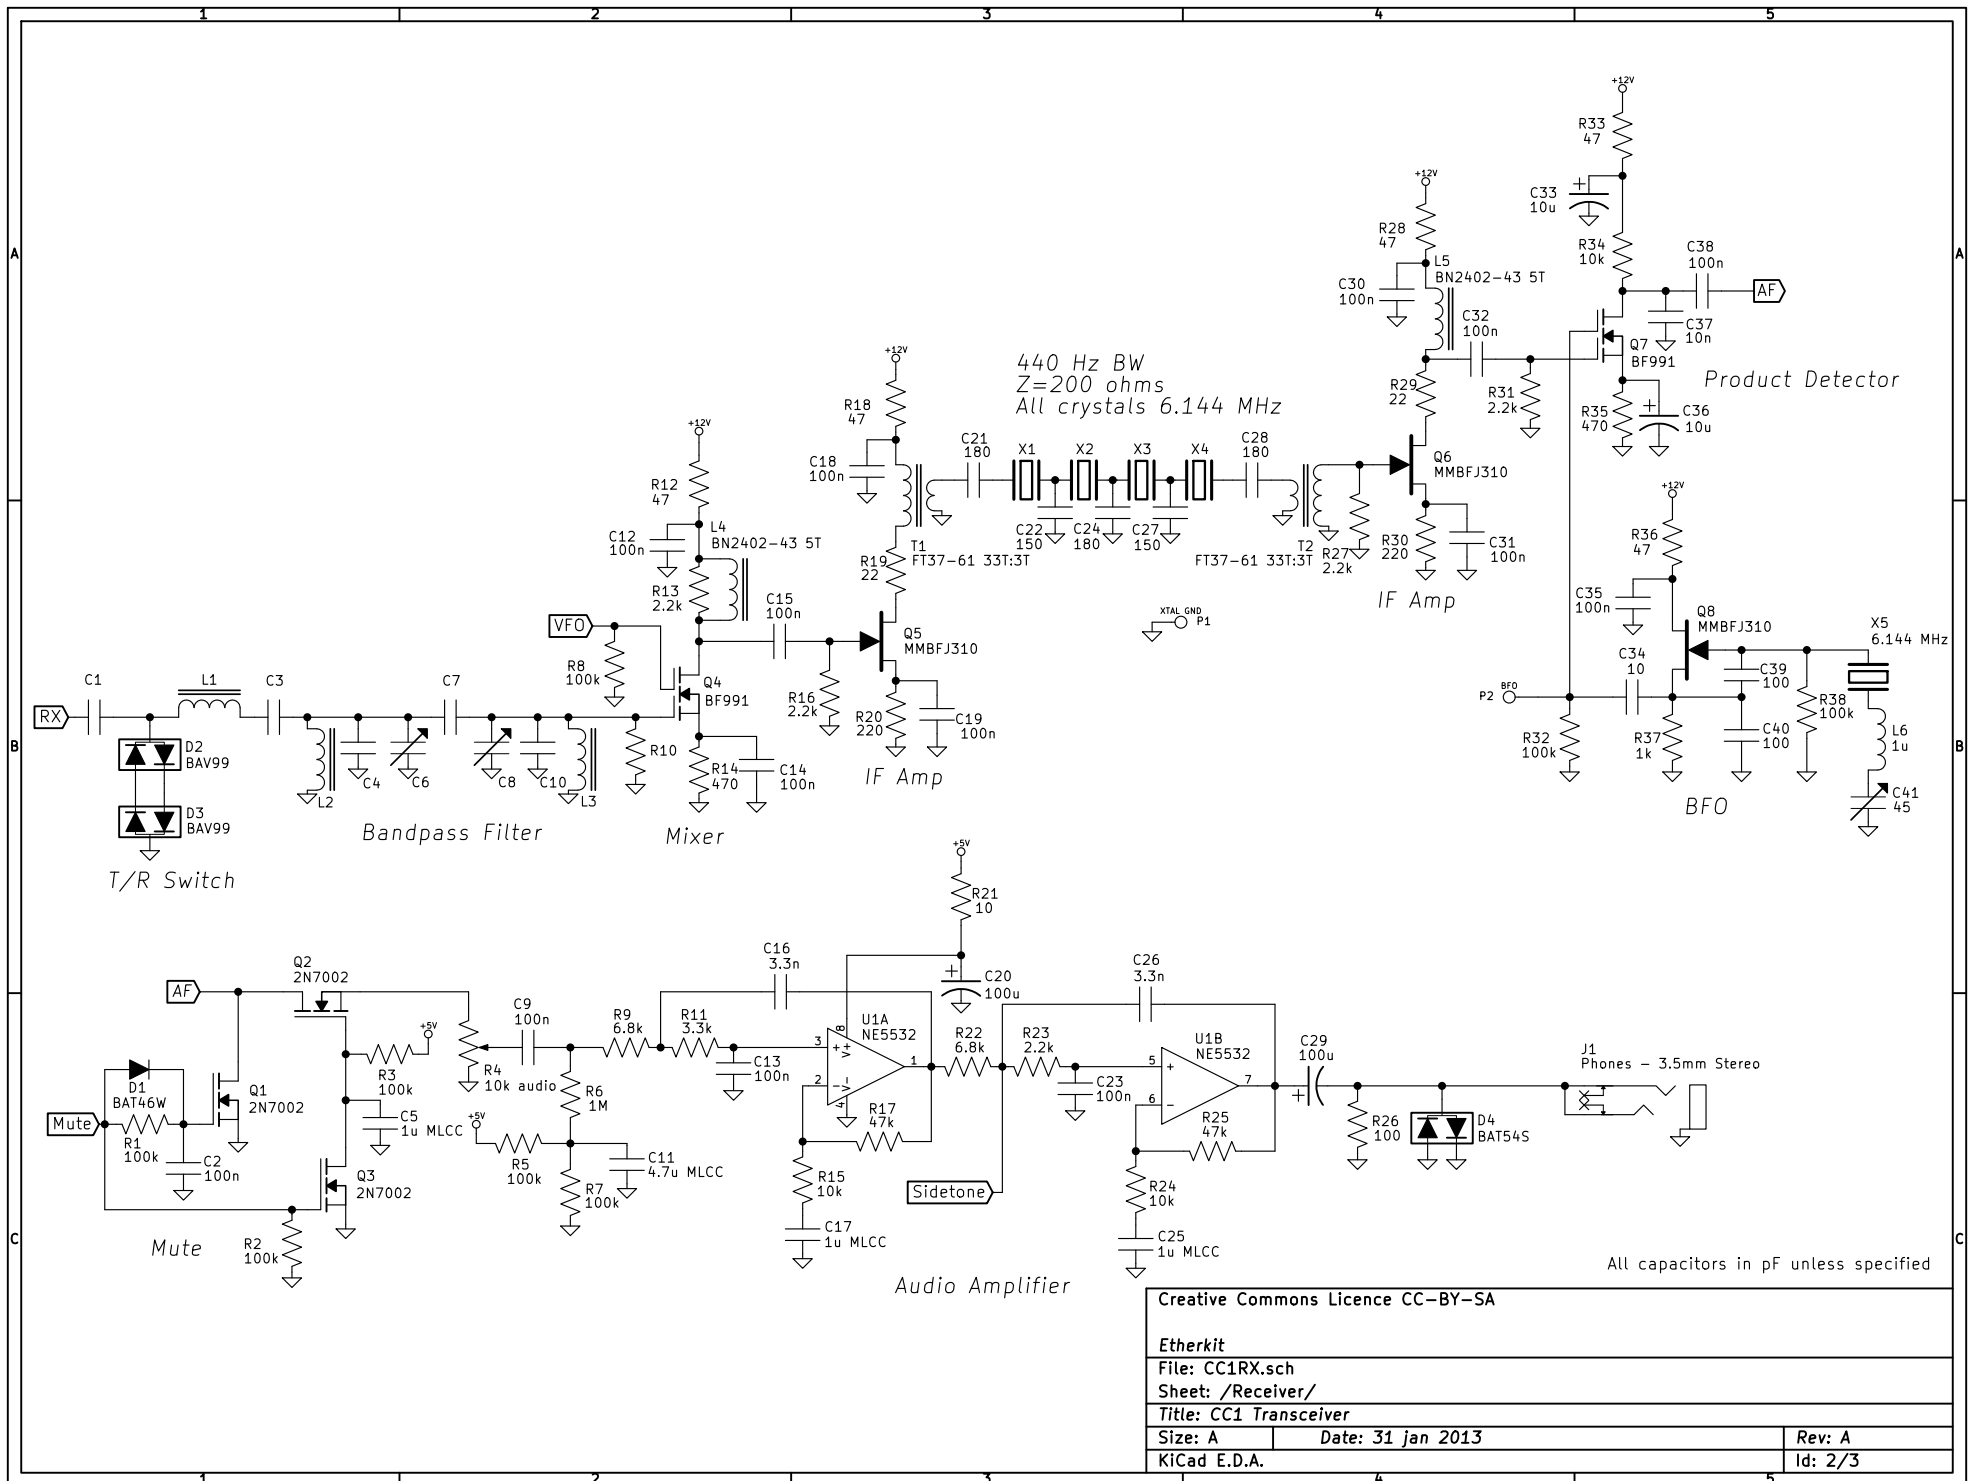 1 2 3 4 5
A A
B B
C C
+12V
R33
47
C33
10u
R34
10k
C38
100n
AF
C37
10n
Q7
BF991
R35
470
C36
10u
Product Detector
+12V
R28
47
C30
100n
L5
BN2402-43 5T
C32
100n
R29
22
R31
2.2k
Q6
MMBFJ310
R30
220
C31
100n
IF Amp
440 Hz BW
Z=200 ohms
All crystals 6.144 MHz
C21
180
X1
X2
X3
X4
C28
180
C22
150
C24
180
C27
150
T2
FT37-61 33T:3T
R27
2.2k
XTAL GND
P1
+12V
R18
47
C18
100n
T1
FT37-61 33T:3T
R19
22
Q5
MMBFJ310
R16
2.2k
R20
220
C19
100n
IF Amp
+12V
R12
47
C12
100n
L4
BN2402-43 5T
R13
2.2k
C15
100n
VFO
R8
100k
Q4
BF991
R10
R14
470
C14
100n
Mixer
RX
C1
L1
C3
C7
D2
BAV99
D3
BAV99
L2
C4
C6
C8
C10
L3
Bandpass Filter
T/R Switch
+12V
R36
47
C35
100n
Q8
MMBFJ310
X5
6.144 MHz
C34
10
C39
100
P2
BFO
R32
100k
R37
1k
C40
100
R38
100k
L6
1u
C41
45
BFO
AF
Q2
2N7002
+5V
R3
100k
D1
BAT46W
Mute
R1
100k
C2
100n
Q1
2N7002
C5
1u MLCC
Q3
2N7002
R2
100k
Mute
R4
10k audio
C9
100n
R9
6.8k
R11
3.3k
R6
1M
+5V
R5
100k
R7
100k
C11
4.7u MLCC
C16
3.3n
C13
100n
+5V
R21
10
C20
100u
U1A
NE5532
3
2
1
8
4
V+
V-
R17
47k
R15
10k
C17
1u MLCC
R22
6.8k
R23
2.2k
Sidetone
C26
3.3n
C23
100n
U1B
NE5532
5
6
7
R25
47k
R24
10k
C25
1u MLCC
Audio Amplifier
C29
100u
R26
100
D4
BAT54S
J1
Phones - 3.5mm Stereo
All capacitors in pF unless specified
Creative Commons Licence CC-BY-SA
Etherkit
File: CC1RX.sch
Sheet: /Receiver/
Title: CC1 Transceiver
Size: A Date: 31 jan 2013 Rev: A
KiCad E.D.A. Id: 2/3
1 2 3 4 5